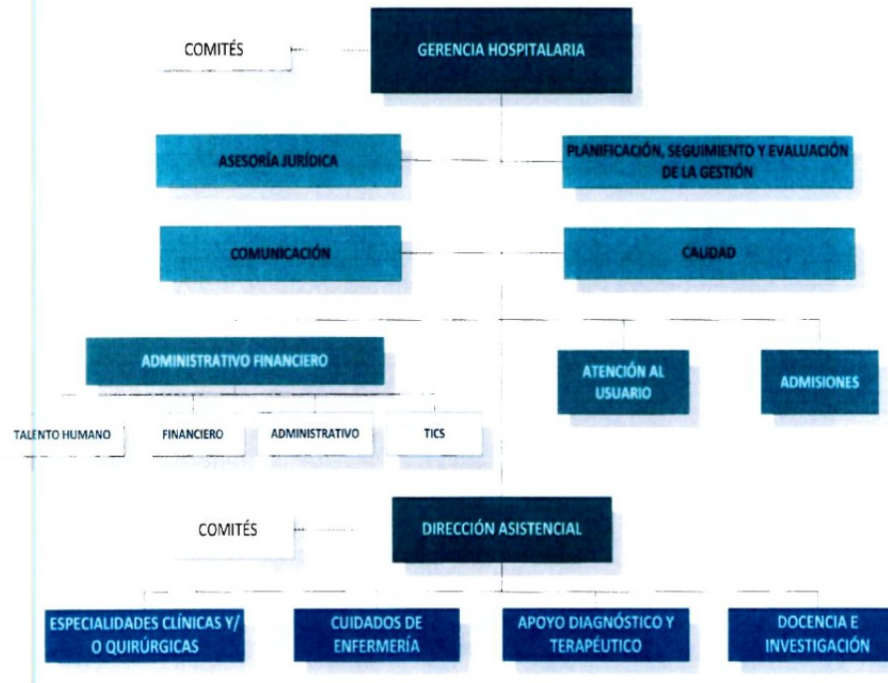 COMITÉS
GERENCIA HOSPITALARIA
ASESORÍA JURÍDICA
PLANIFICACIÓN, SEGUIMIENTO Y EVALUACIÓN
DE LA GESTIÓN
COMUNICACIÓN
CALIDAD
ADMINISTRATIVO FINANCIERO
ATENCIÓN AL
USUARIO
ADMISIONES
TALENTO HUMANO
FINANCIERO
ADMINISTRATIVO
TICS
COMITÉS
DIRECCIÓN ASISTENCIAL
ESPECIALIDADES CLÍNICAS Y/
O QUIRÚRGICAS
CUIDADOS DE
ENFERMERÍA
APOYO DIAGNÓSTICO Y
TERAPÉUTICO
DOCENCIA E
INVESTIGACIÓN